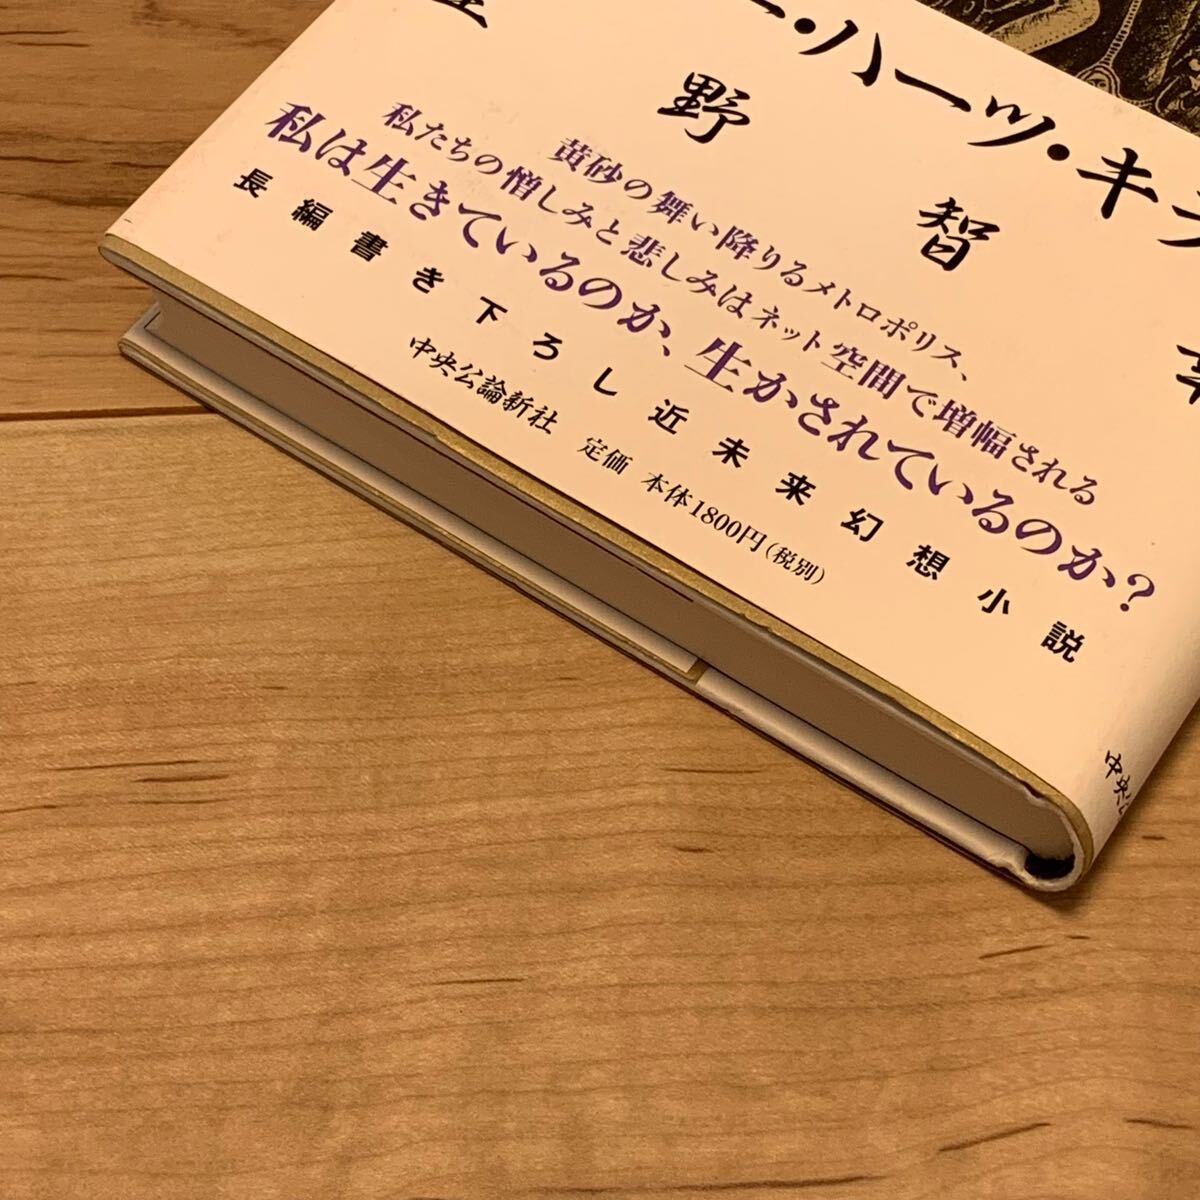 ー・ハーツ・キ
野智
黄砂の舞い降りるメトロポリス、
私たちの憎しみと悲しみはネット空間で増幅される
私は生きているのか、生かされているのか?
長編書き下ろし近未来幻想小説
中央公論新社 定価 本体1800円(税別)
中央